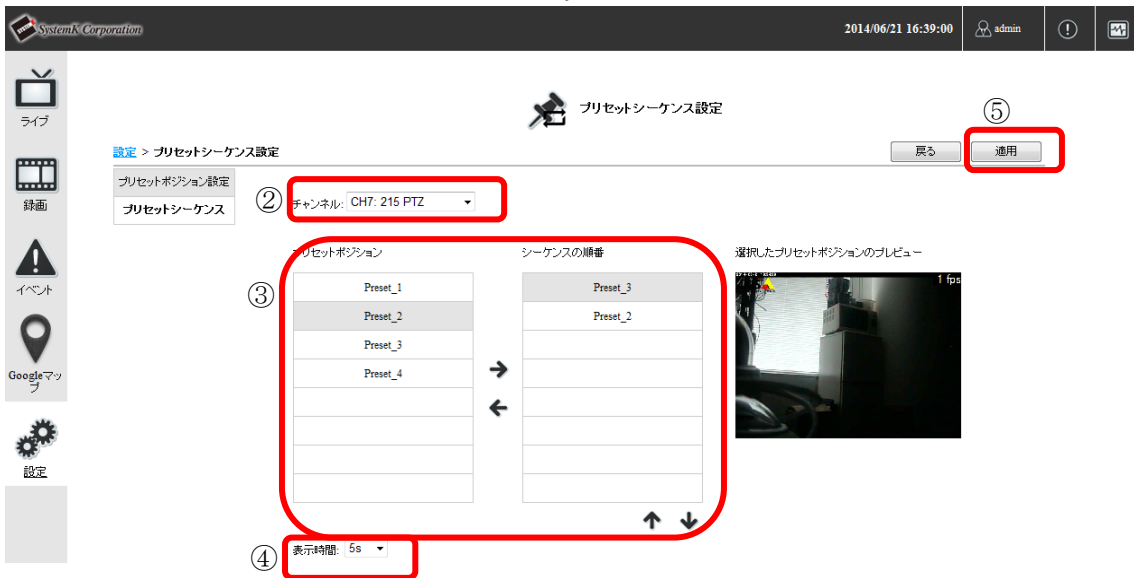 SystemK Corporation
2014/06/21 16:39:00
admin
ライブ
プリセットシーケンス設定
⑤
設定 > プリセットシーケンス設定
戻る
適用
プリセットポジション設定
プリセットシーケンス
②
チャンネル: CH7: 215 PTZ
録画
プリセットポジション
シーケンスの順番
選択したプリセットポジションのプレビュー
イベント
③
Preset_1
Preset_3
1 fps
Preset_2
Preset_2
Preset_3
Googleマッ
プ
Preset_4
設定
④
表示時間: 5s